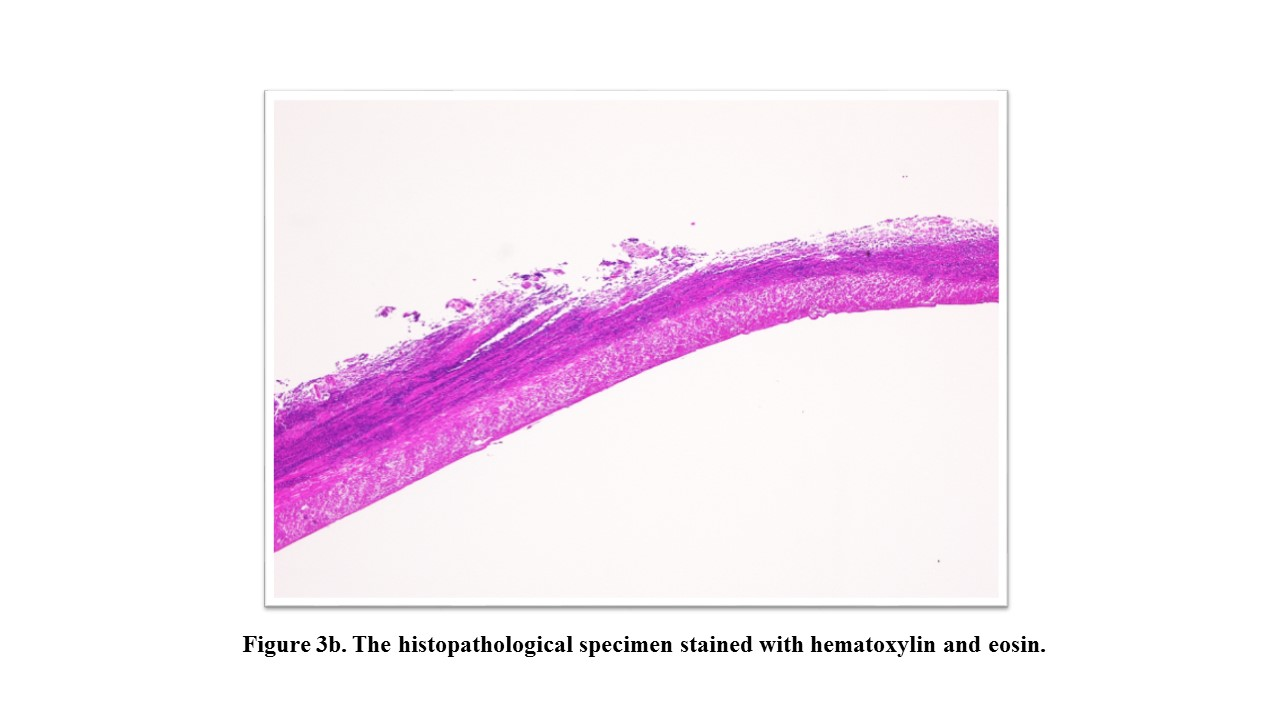 Figure 3b. The histopathological specimen stained with hematoxylin and eosin.